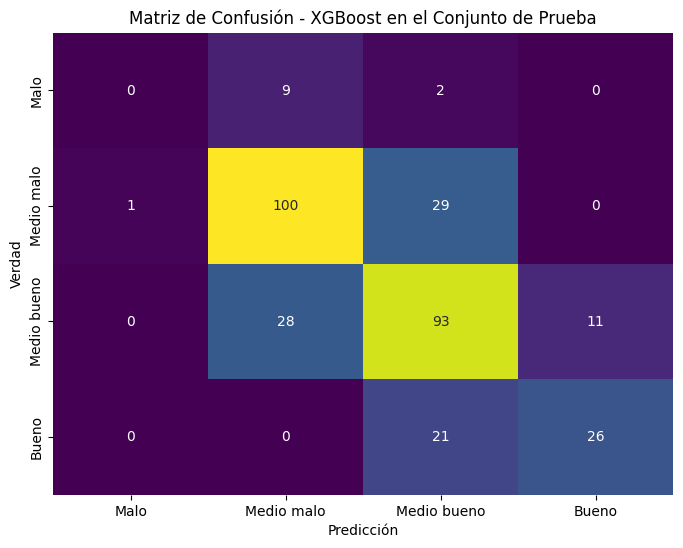 Matriz de Confusión - XGBoost en el Conjunto de Prueba
Verdad
Malo
0 9 2 0
Medio malo
1 100 29 0
Medio bueno
0 28 93 11
Bueno
0 0 21 26
Malo Medio malo Medio bueno Bueno
Predicción